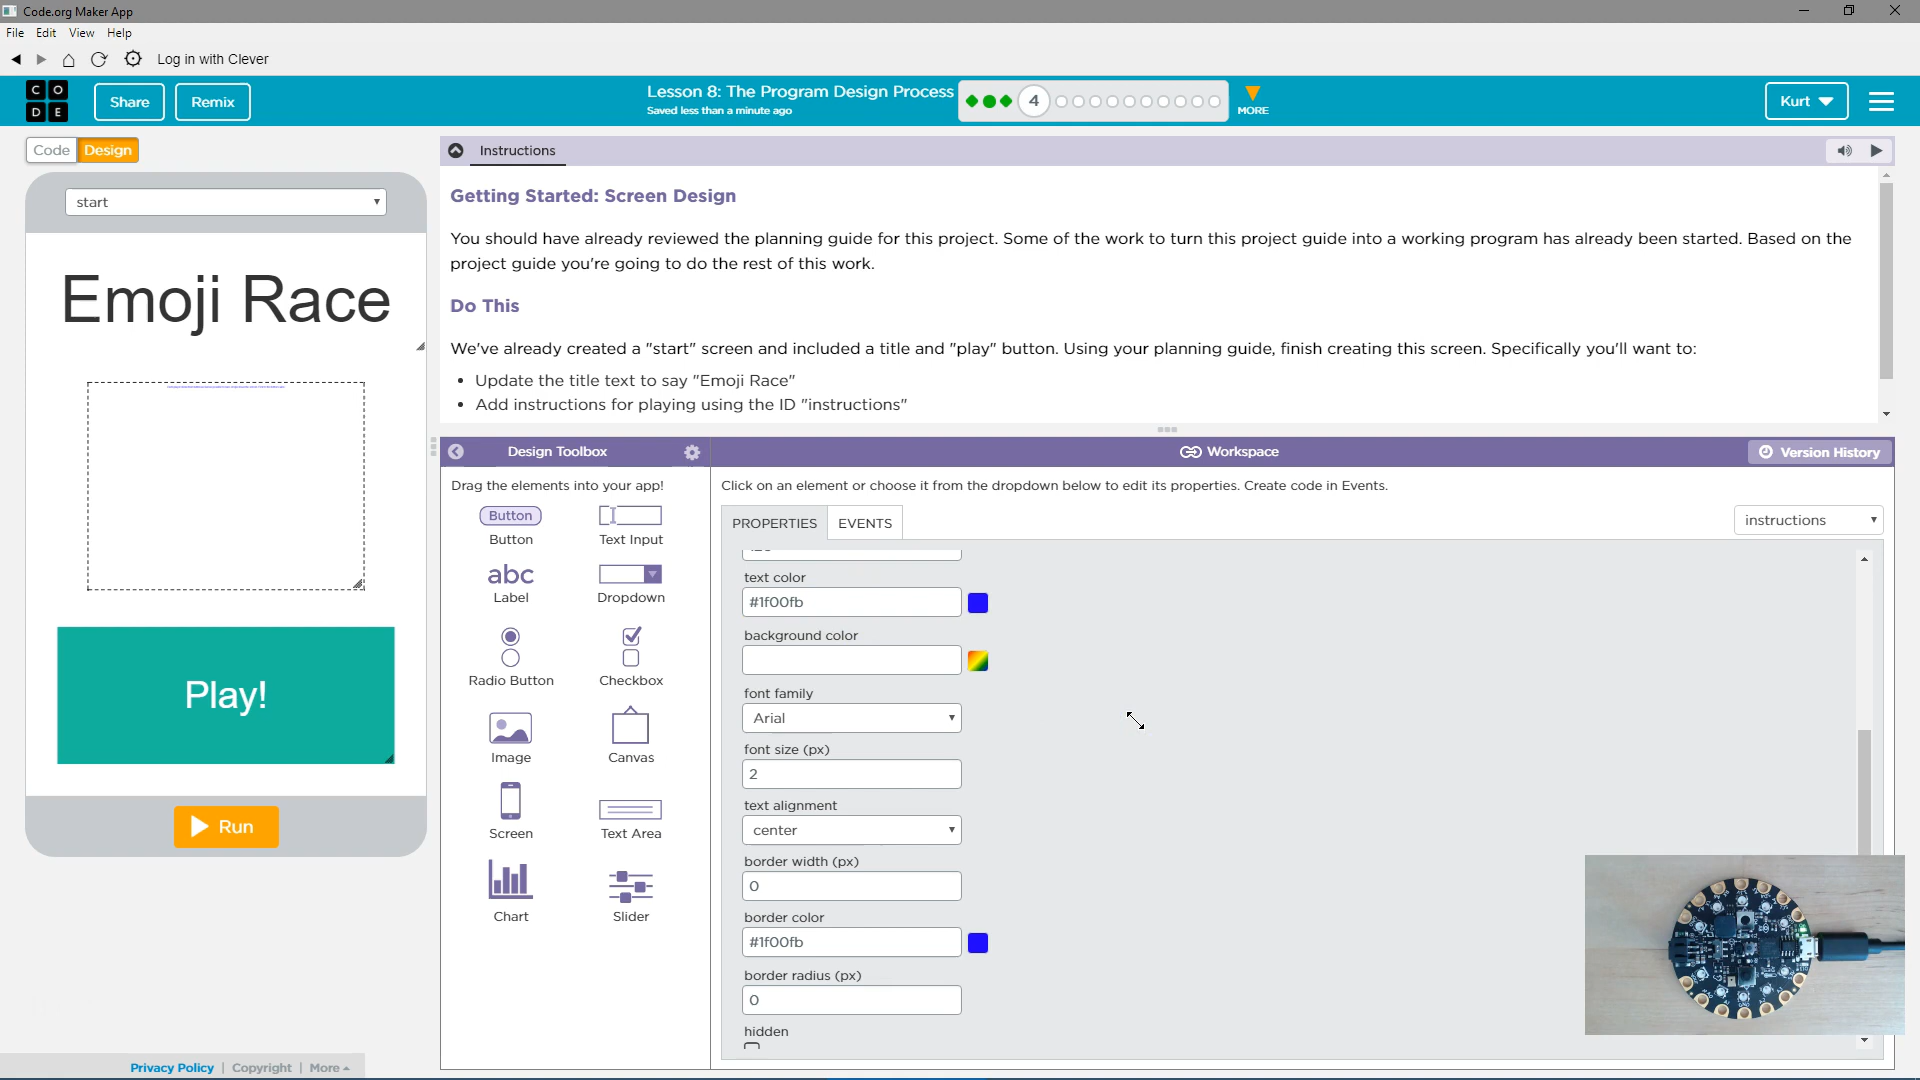 Code.org Maker App
File Edit View Help
Log in with Clever
C O D E
Share
Remix
Lesson 8: The Program Design Process
Saved less than a minute ago
4
MORE
Kurt
Code
Design
Instructions
start
Getting Started: Screen Design
You should have already reviewed the planning guide for this project. Some of the work to turn this project guide into a working program has already been started. Based on the
project guide you're going to do the rest of this work.
Do This
We've already created a "start" screen and included a title and "play" button. Using your planning guide, finish creating this screen. Specifically you'll want to:
• Update the title text to say "Emoji Race"
• Add instructions for playing using the ID "instructions"
Emoji Race
Play!
Run
Design Toolbox
Workspace
Version History
Drag the elements into your app!
Button
Button
Text Input
abc
Label
Dropdown
Radio Button
Checkbox
Image
Canvas
Screen
Text Area
Chart
Slider
Click on an element or choose it from the dropdown below to edit its properties. Create code in Events.
PROPERTIES
EVENTS
instructions
text color
#1f00fb
background color
font family
Arial
font size (px)
2
text alignment
center
border width (px)
0
border color
#1f00fb
border radius (px)
0
hidden
Privacy Policy | Copyright | More